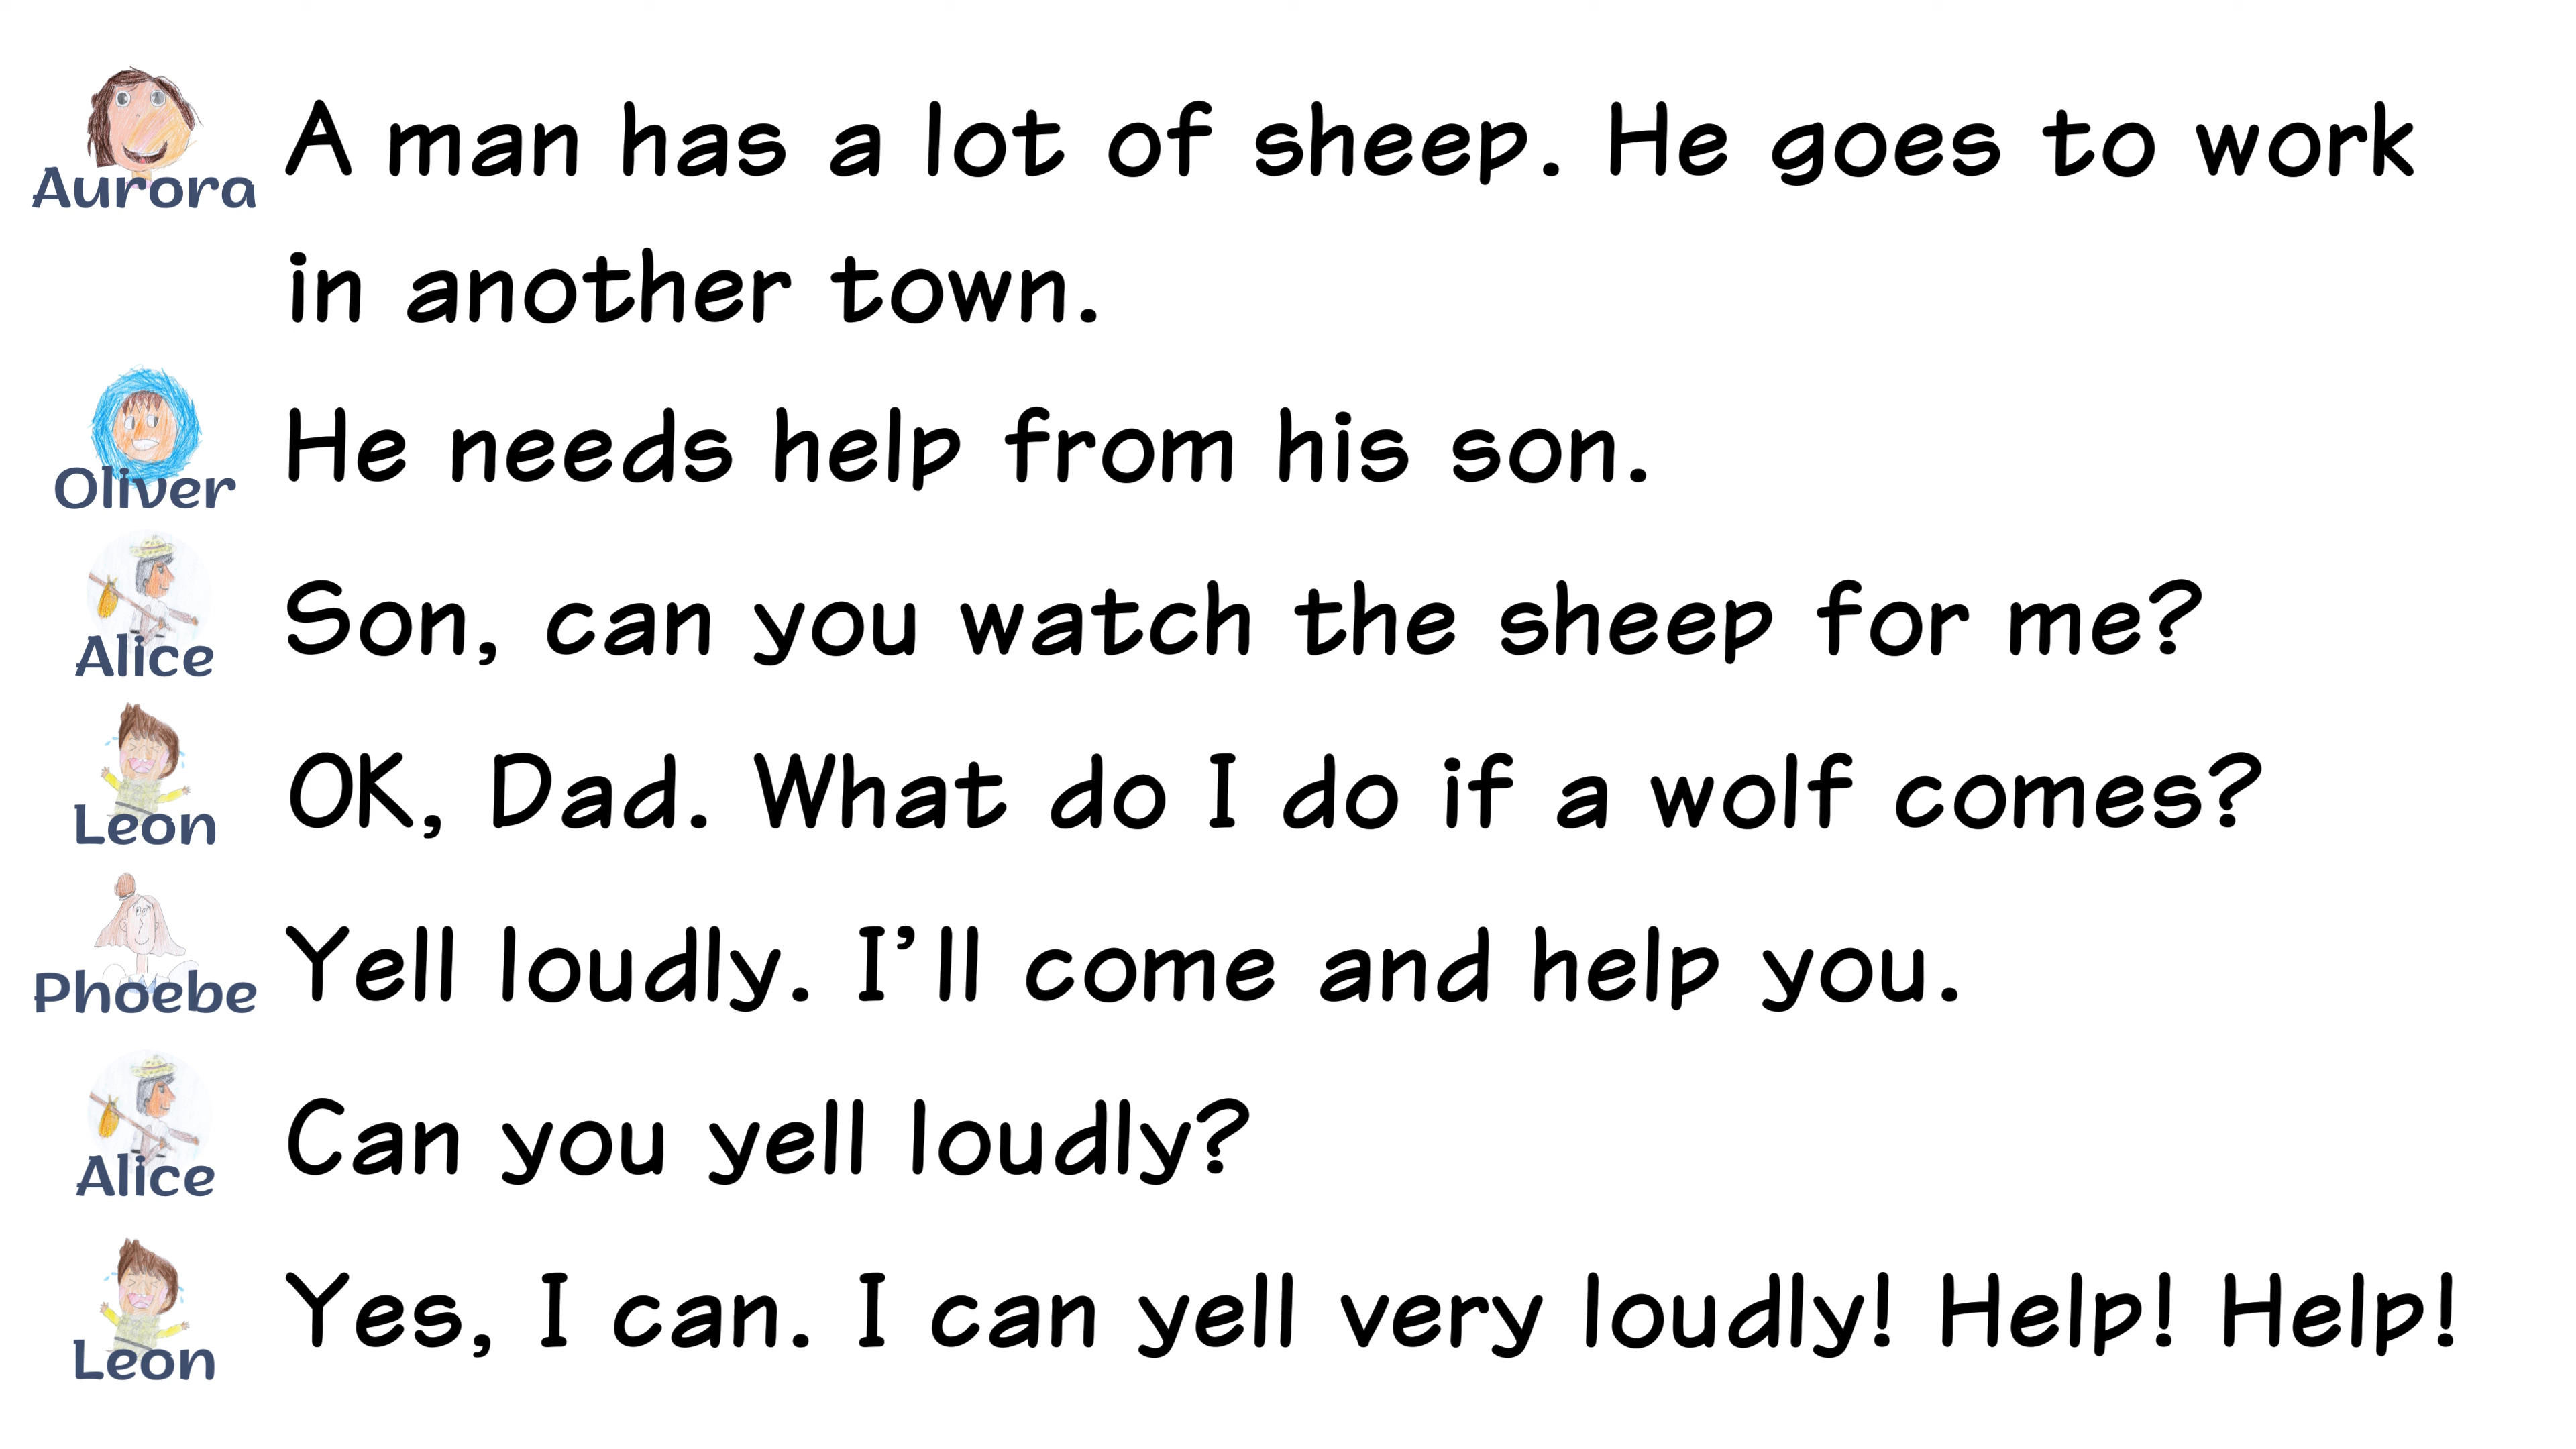 Aurora A man has a lot of sheep. He goes to work
in another town.
Oliver He needs help from his son.
Alice Son, can you watch the sheep for me?
Leon OK, Dad. What do I do if a wolf comes?
Phoebe Yell loudly. I'll come and help you.
Alice Can you yell loudly?
Leon Yes, I can. I can yell very loudly! Help! Help!